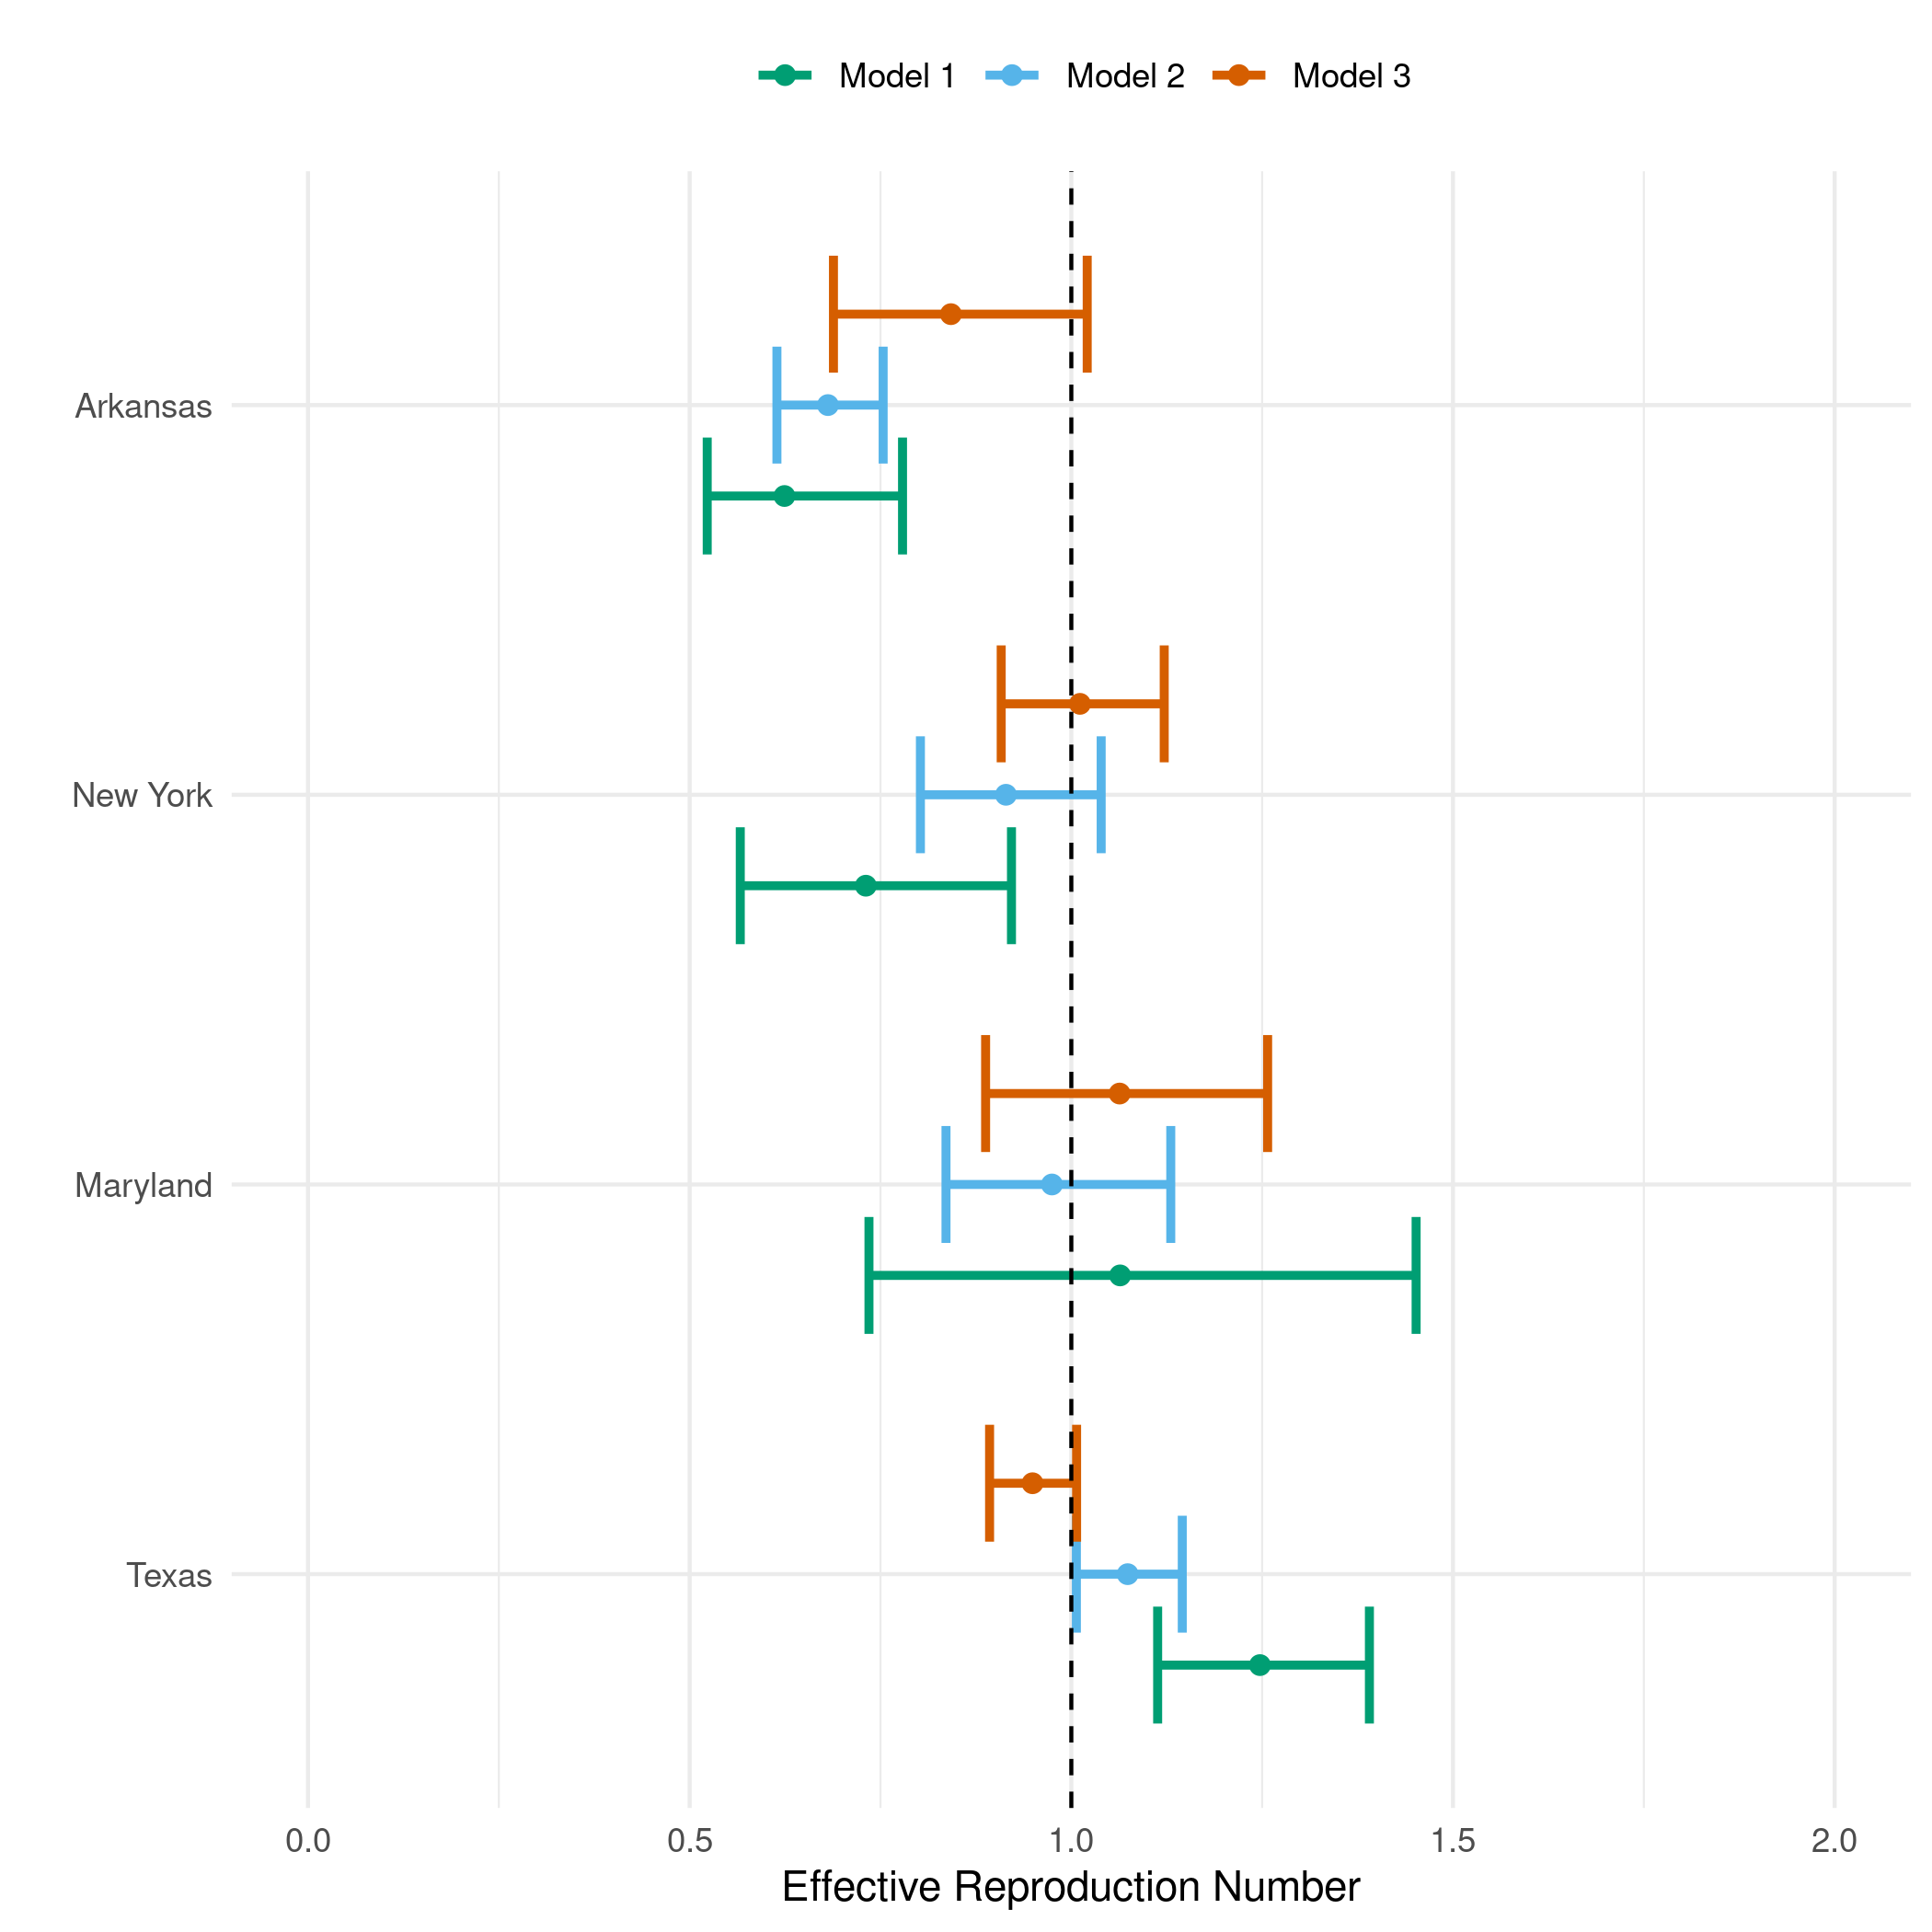 Model 1 Model 2 Model 3
Arkansas
New York
Maryland
Texas
0.0 0.5 1.0 1.5 2.0
Effective Reproduction Number